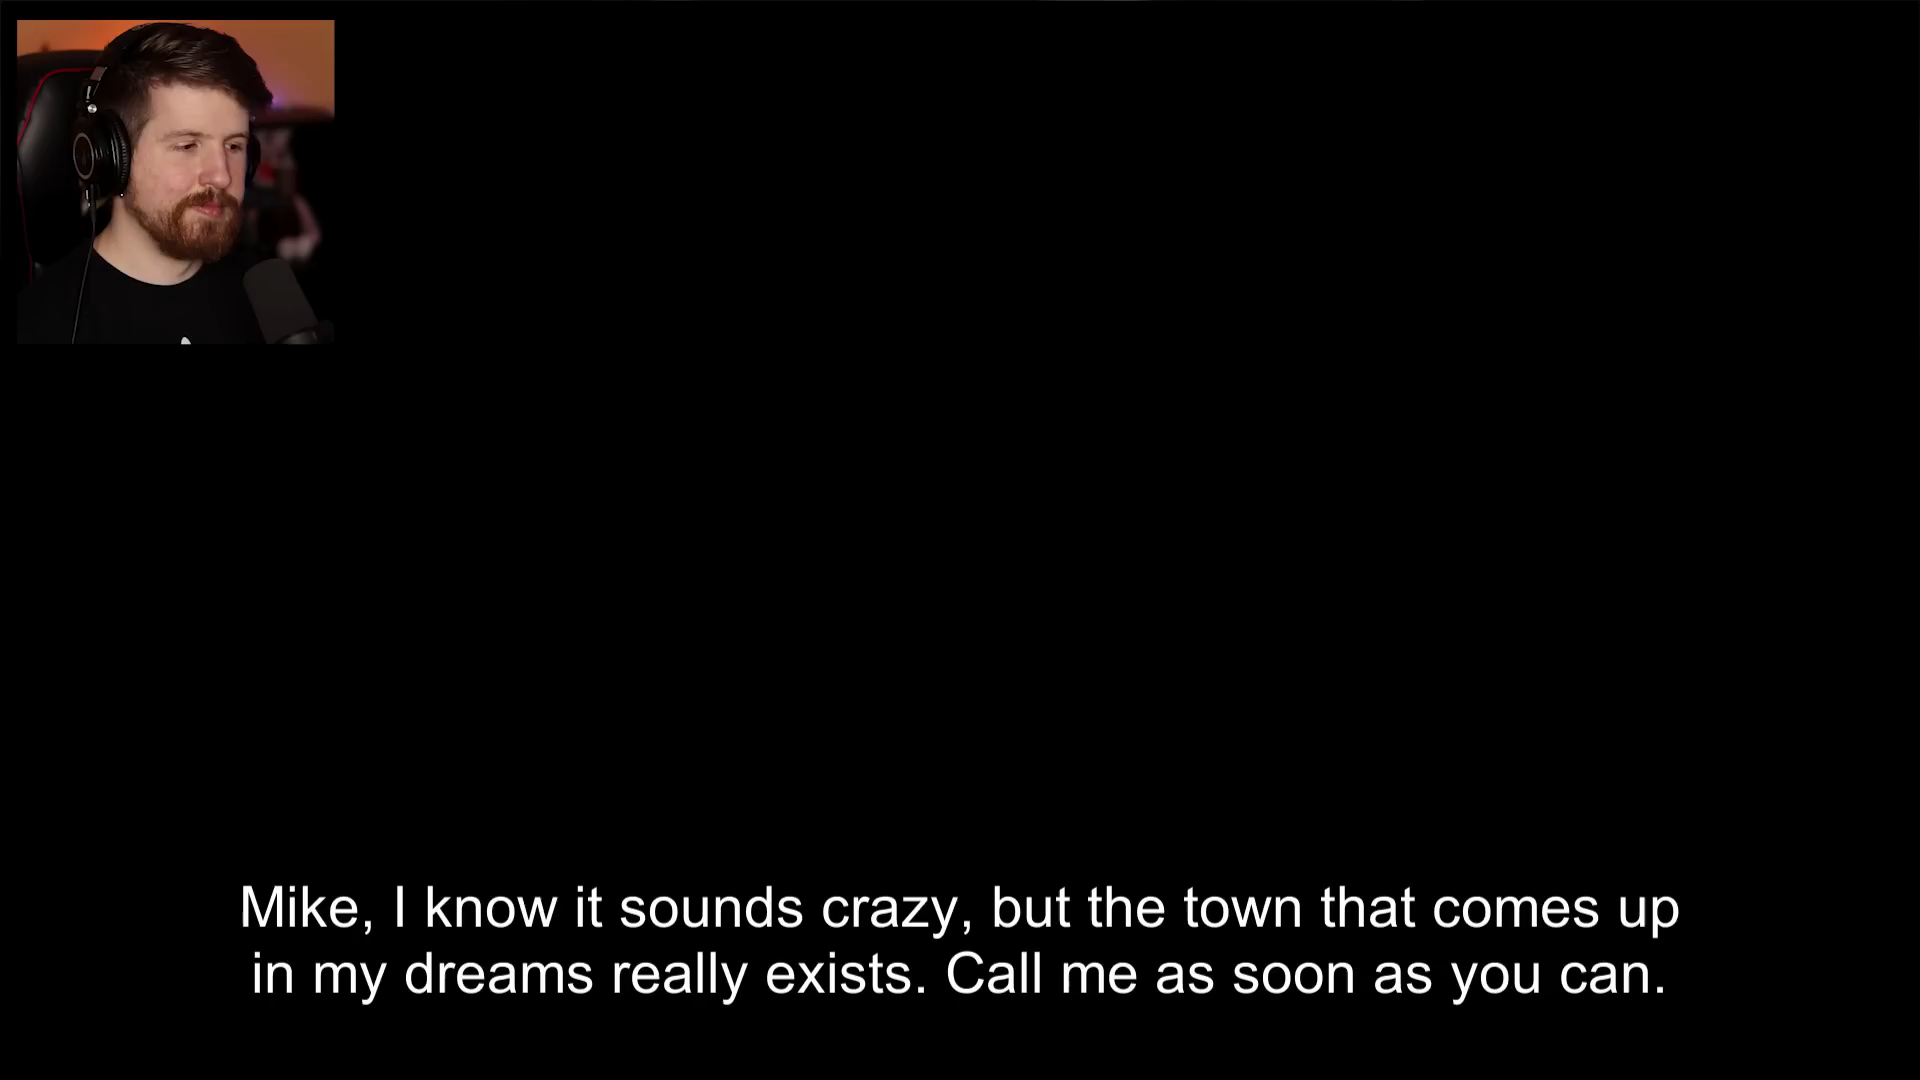 Mike, I know it sounds crazy, but the town that comes up
in my dreams really exists. Call me as soon as you can.